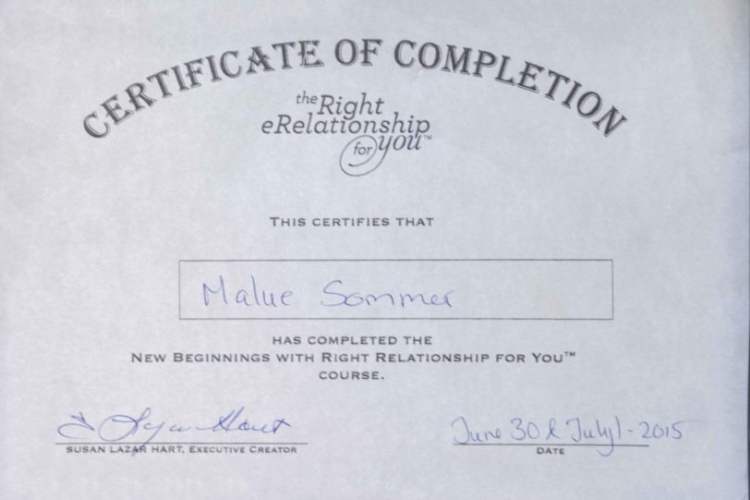 CERTIFICATE OF COMPLETION
the Right
eRelationship
for you™
THIS CERTIFIES THAT
Malue Sommer
HAS COMPLETED THE
NEW BEGINNINGS WITH RIGHT RELATIONSHIP FOR YOU™
COURSE.
June 30 & July 1 - 2015
SUSAN LAZAR HART, EXECUTIVE CREATOR
DATE